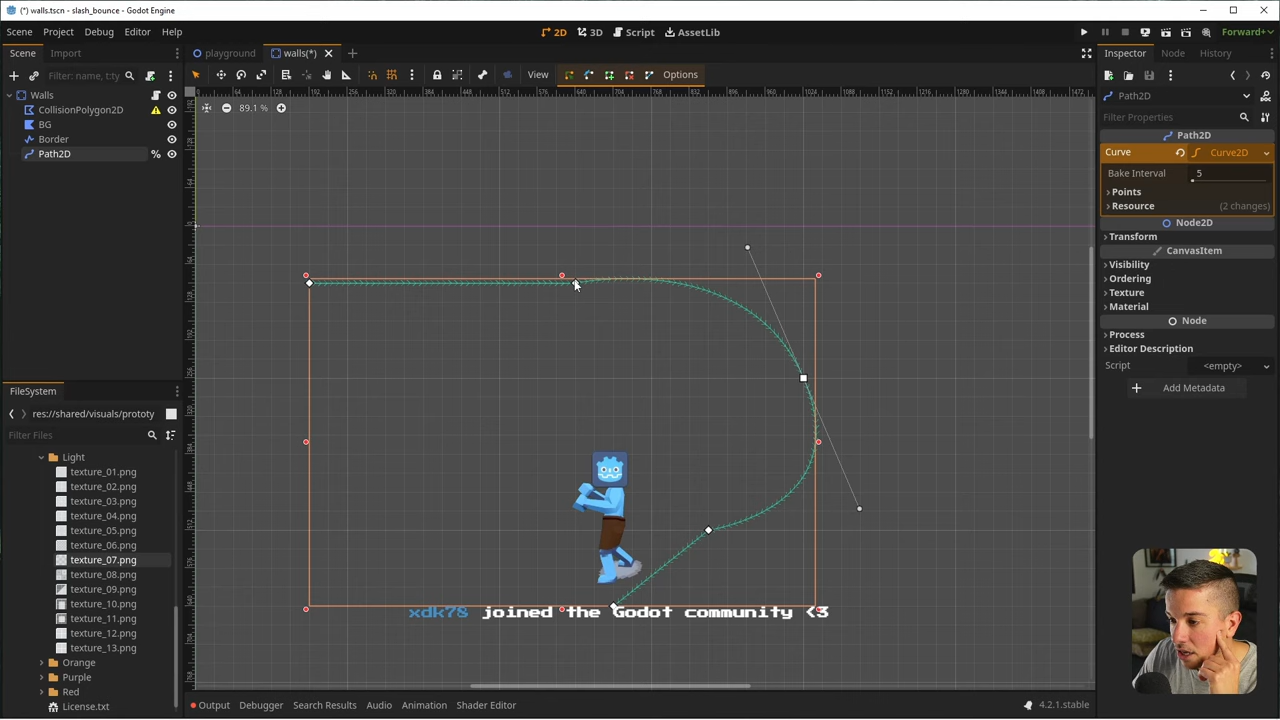 (*) walls.tscn - slash_bounce - Godot Engine
Scene Project Debug Editor Help
2D 3D Script AssetLib
Forward+
Scene Import
playground walls(*)
Inspector Node History
Filter: name, t:ty
View
Options
Walls
CollisionPolygon2D
BG
Border
Path2D
89.1 %
Path2D
Filter Properties
Path2D
Curve Curve2D
Bake Interval 5
Points
Resource (2 changes)
Node2D
Transform
CanvasItem
Visibility
Ordering
Texture
Material
Node
Process
Editor Description
Script <empty>
Add Metadata
FileSystem
res://shared/visuals/prototy
Filter Files
Light
texture_01.png
texture_02.png
texture_03.png
texture_04.png
texture_05.png
texture_06.png
texture_07.png
texture_08.png
texture_09.png
texture_10.png
texture_11.png
texture_12.png
texture_13.png
Orange
Purple
Red
License.txt
xdk78 joined the Godot community <3
Output Debugger Search Results Audio Animation Shader Editor
4.2.1.stable